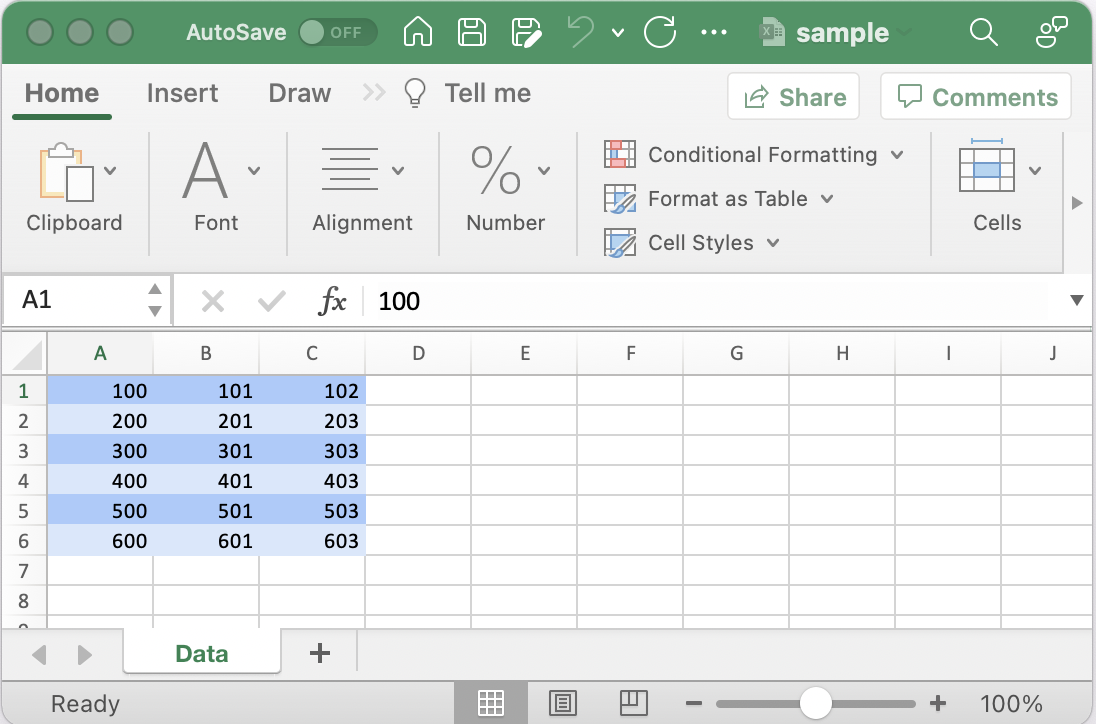 AutoSave OFF sample
Home Insert Draw Tell me Share Comments
Conditional Formatting
Format as Table
Cell Styles
Clipboard Font Alignment Number Cells
A1 fx 100
A B C D E F G H I J
1 100 101 102
2 200 201 203
3 300 301 303
4 400 401 403
5 500 501 503
6 600 601 603
7
8
Data
Ready 100%